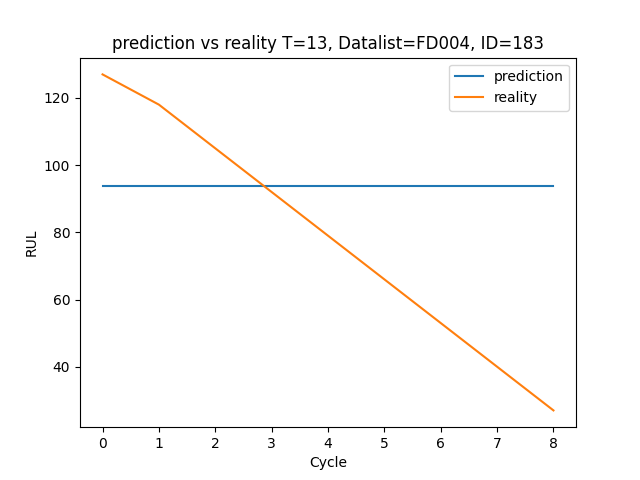 prediction vs reality T=13, Datalist=FD004, ID=183
prediction
reality
120
100
80
60
40
RUL
0 1 2 3 4 5 6 7 8
Cycle